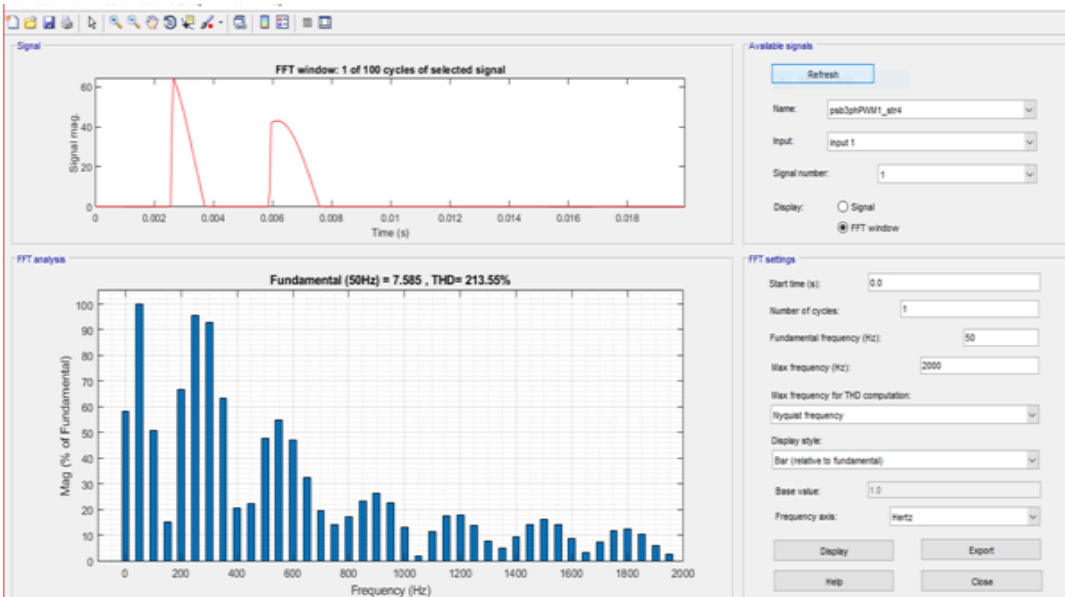 Signal
FFT window: 1 of 100 cycles of selected signal
60
40
20
0
Signal mag.
0 0.002 0.004 0.006 0.008 0.01 0.012 0.014 0.016 0.018
Time (s)
Available signals
Refresh
Name: psb3phPWM1_str4
Input: input 1
Signal number: 1
Display: Signal
FFT window
FFT analysis
Fundamental (50Hz) = 7.585 , THD= 213.55%
100
90
80
70
60
50
40
30
20
10
0
Mag (% of Fundamental)
0 200 400 600 800 1000 1200 1400 1600 1800 2000
Frequency (Hz)
FFT settings
Start time (s): 0.0
Number of cycles: 1
Fundamental frequency (Hz): 50
Max frequency (Hz): 2000
Max frequency for THD computation:
Nyquist frequency
Display style:
Bar (relative to fundamental)
Base value: 1.0
Frequency axis: Hertz
Display Export
Help Close